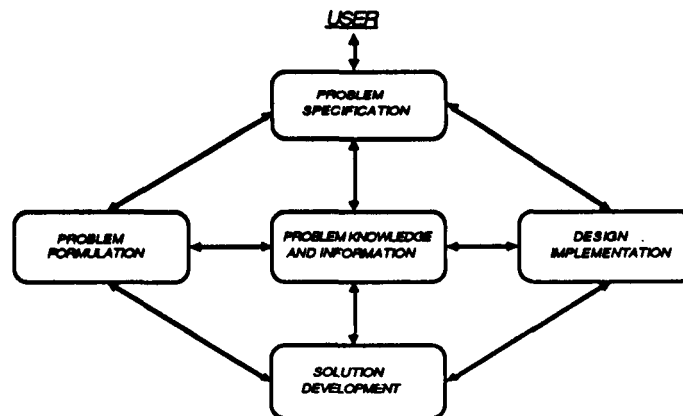 USER
PROBLEM
SPECIFICATION
PROBLEM
FORMULATION
PROBLEM KNOWLEDGE
AND INFORMATION
DESIGN
IMPLEMENTATION
SOLUTION
DEVELOPMENT